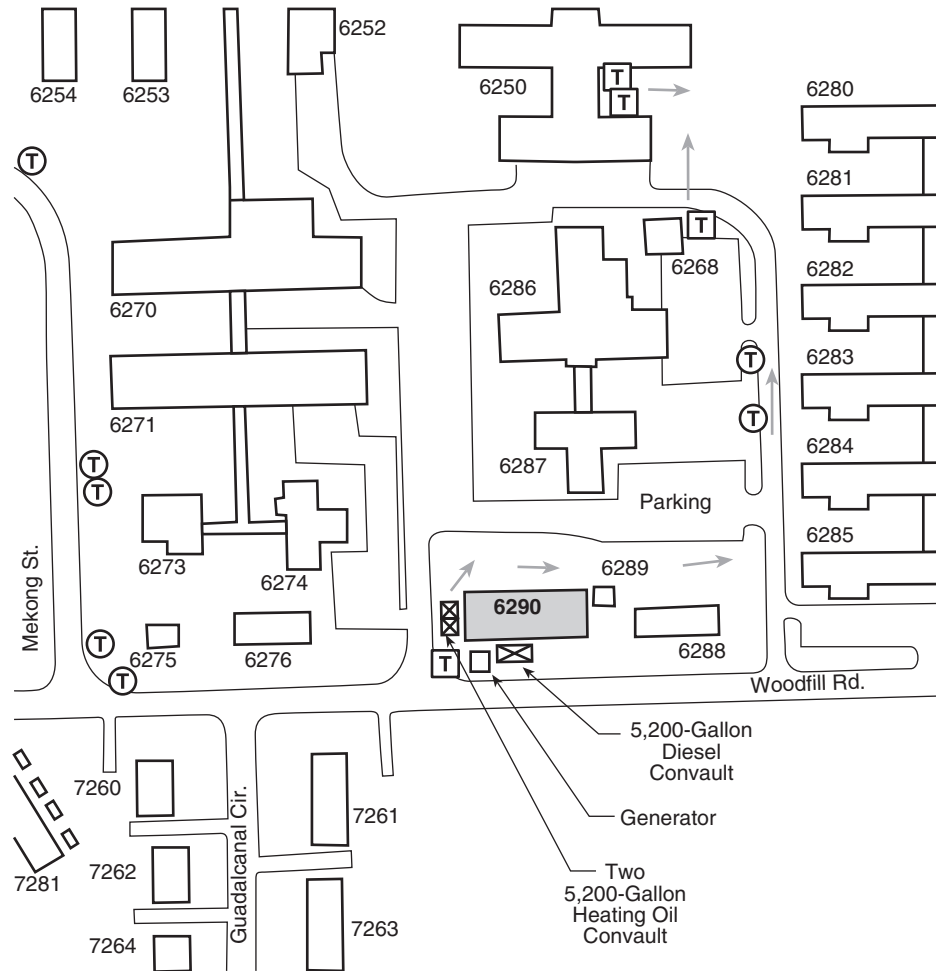 6252
6254
6253
6250
T
T
6280
T
6281
T
6268
6282
6286
6270
6283
T
T
6271
6284
6287
T
T
Parking
6285
6273
6274
6289
6290
Mekong St.
T
6275
6276
6288
T
T
Woodfill Rd.
5,200-Gallon
Diesel
Convault
7260
7261
Generator
Guadalcanal Cir.
7262
7281
Two
5,200-Gallon
Heating Oil
Convault
7263
7264